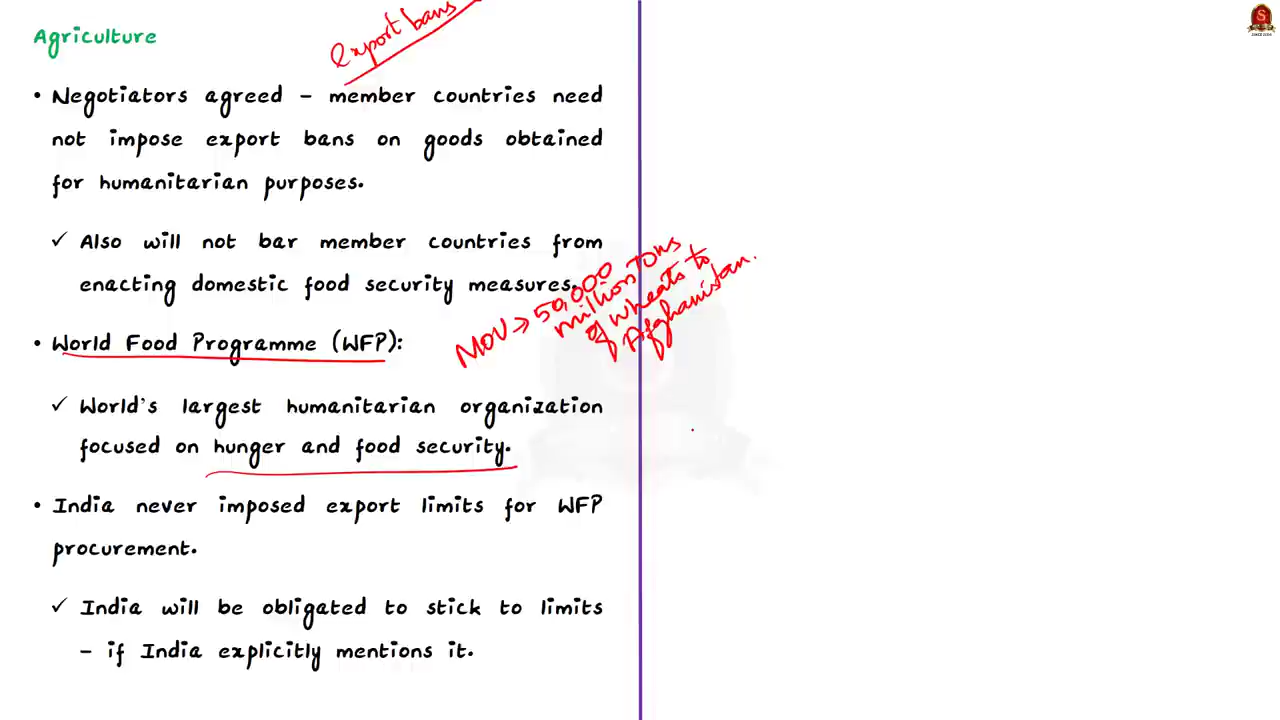 Agriculture
export bans
• Negotiators agreed – member countries need
not impose export bans on goods obtained
for humanitarian purposes.
✓ Also will not bar member countries from
enacting domestic food security measures.
• World Food Programme (WFP):
MOU → 50,000
million tons
of wheats to
Afghanistan.
✓ World's largest humanitarian organization
focused on hunger and food security.
• India never imposed export limits for WFP
procurement.
✓ India will be obligated to stick to limits
– if India explicitly mentions it.